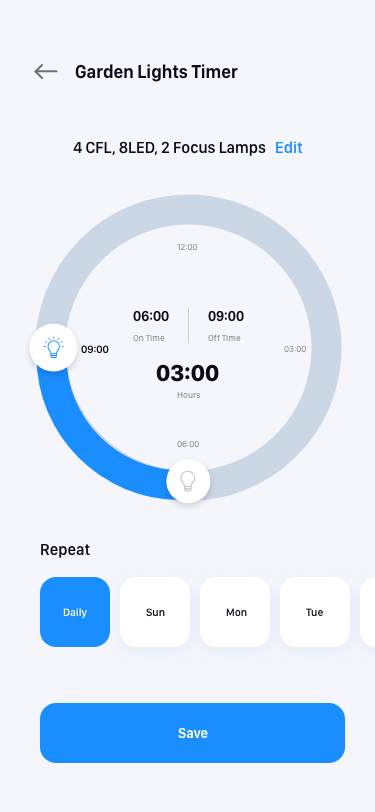 Garden Lights Timer
4 CFL, 8LED, 2 Focus Lamps Edit
12:00
06:00 09:00
On Time Off Time
09:00 03:00
03:00
Hours
06:00
Repeat
Daily Sun Mon Tue
Save